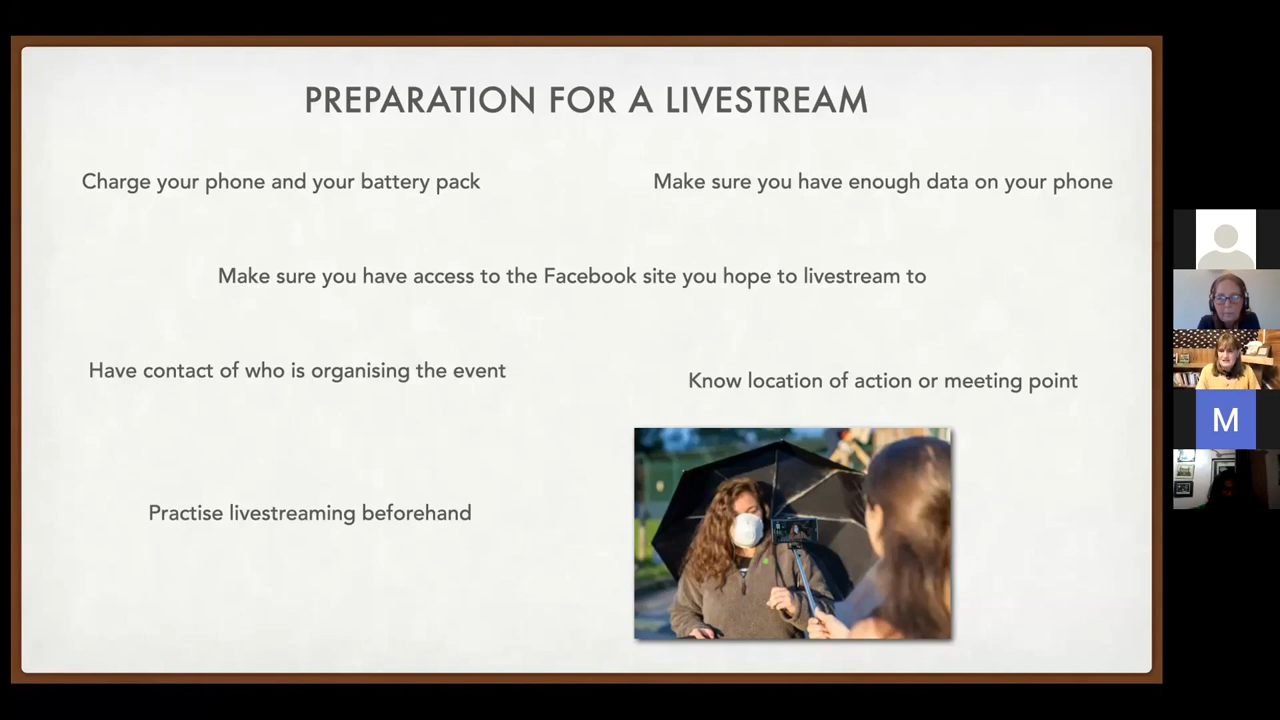 PREPARATION FOR A LIVESTREAM
Charge your phone and your battery pack
Make sure you have enough data on your phone
Make sure you have access to the Facebook site you hope to livestream to
Have contact of who is organising the event
Know location of action or meeting point
Practise livestreaming beforehand
M